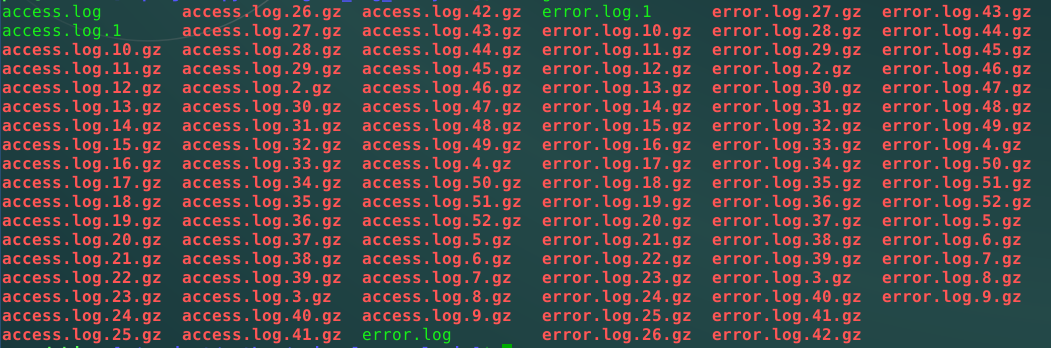 access.log access.log.26.gz access.log.42.gz error.log.1 error.log.27.gz error.log.43.gz
access.log.1 access.log.27.gz access.log.43.gz error.log.10.gz error.log.28.gz error.log.44.gz
access.log.10.gz access.log.28.gz access.log.44.gz error.log.11.gz error.log.29.gz error.log.45.gz
access.log.11.gz access.log.29.gz access.log.45.gz error.log.12.gz error.log.2.gz error.log.46.gz
access.log.12.gz access.log.2.gz access.log.46.gz error.log.13.gz error.log.30.gz error.log.47.gz
access.log.13.gz access.log.30.gz access.log.47.gz error.log.14.gz error.log.31.gz error.log.48.gz
access.log.14.gz access.log.31.gz access.log.48.gz error.log.15.gz error.log.32.gz error.log.49.gz
access.log.15.gz access.log.32.gz access.log.49.gz error.log.16.gz error.log.33.gz error.log.4.gz
access.log.16.gz access.log.33.gz access.log.4.gz error.log.17.gz error.log.34.gz error.log.50.gz
access.log.17.gz access.log.34.gz access.log.50.gz error.log.18.gz error.log.35.gz error.log.51.gz
access.log.18.gz access.log.35.gz access.log.51.gz error.log.19.gz error.log.36.gz error.log.52.gz
access.log.19.gz access.log.36.gz access.log.52.gz error.log.20.gz error.log.37.gz error.log.5.gz
access.log.20.gz access.log.37.gz access.log.5.gz error.log.21.gz error.log.38.gz error.log.6.gz
access.log.21.gz access.log.38.gz access.log.6.gz error.log.22.gz error.log.39.gz error.log.7.gz
access.log.22.gz access.log.39.gz access.log.7.gz error.log.23.gz error.log.3.gz error.log.8.gz
access.log.23.gz access.log.3.gz access.log.8.gz error.log.24.gz error.log.40.gz error.log.9.gz
access.log.24.gz access.log.40.gz access.log.9.gz error.log.25.gz error.log.41.gz
access.log.25.gz access.log.41.gz error.log error.log.26.gz error.log.42.gz